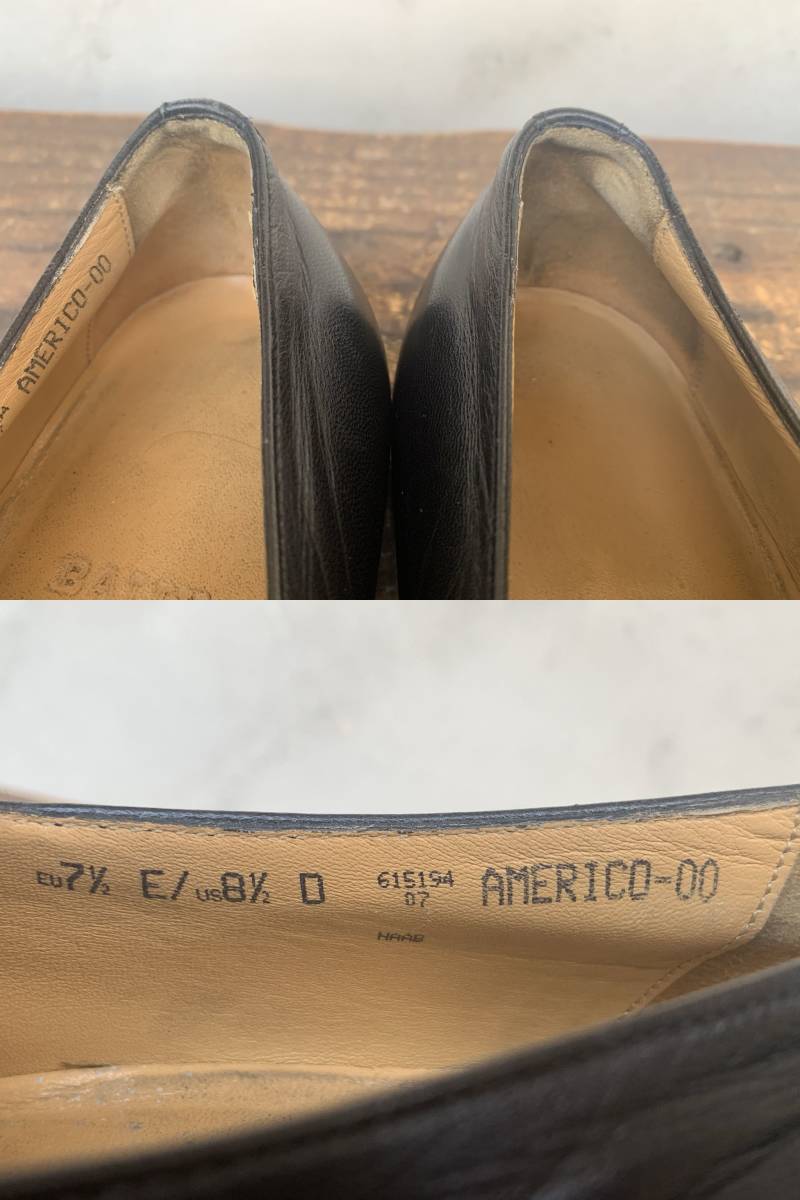 AMERICO-00
EU7½ E/US8½ D 615194 AMERICO-00
07
HAAB